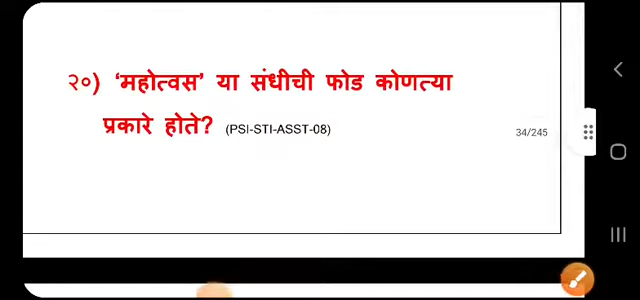 २०) ‘महोत्वस’ या संधीची फोड कोणत्या
प्रकारे होते? (PSI-STI-ASST-08)
34/245